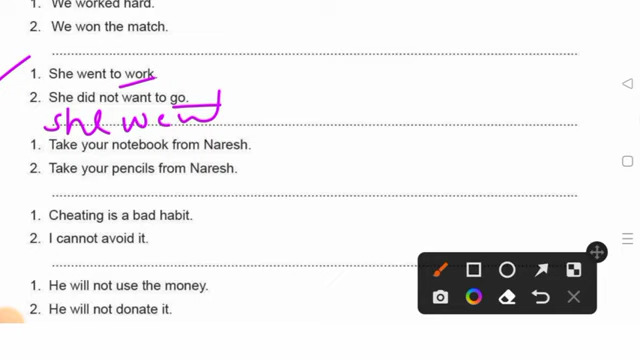 1. We worked hard.
2. We won the match.
1. She went to work
2. She did not want to go.
she wen
1. Take your notebook from Naresh.
2. Take your pencils from Naresh.
1. Cheating is a bad habit.
2. I cannot avoid it.
1. He will not use the money.
2. He will not donate it.